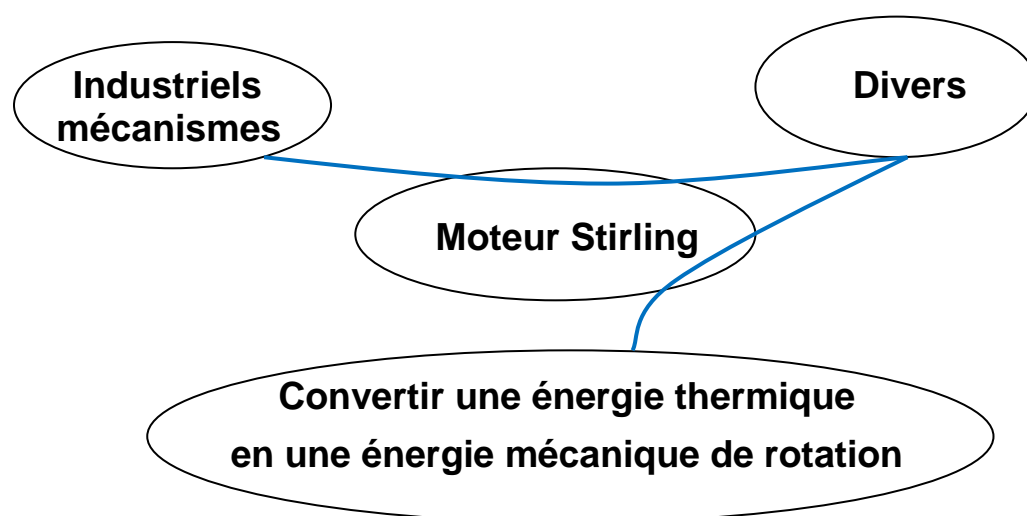 Industriels
mécanismes
Divers
Moteur Stirling
Convertir une énergie thermique
en une énergie mécanique de rotation